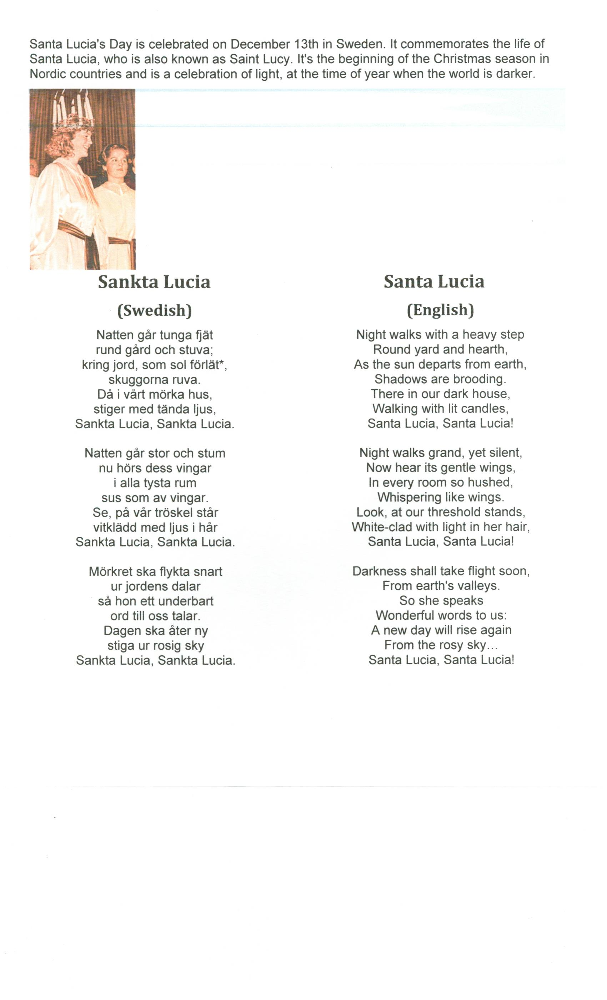 Santa Lucia's Day is celebrated on December 13th in Sweden. It commemorates the life of
Santa Lucia, who is also known as Saint Lucy. It's the beginning of the Christmas season in
Nordic countries and is a celebration of light, at the time of year when the world is darker.
Sankta Lucia
(Swedish)
Natten går tunga fjät
rund gård och stuva;
kring jord, som sol förlät*,
skuggorna ruva.
Då i vårt mörka hus,
stiger med tända ljus,
Sankta Lucia, Sankta Lucia.
Natten går stor och stum
nu hörs dess vingar
i alla tysta rum
sus som av vingar.
Se, på vår tröskel står
vitklädd med ljus i hår
Sankta Lucia, Sankta Lucia.
Mörkret ska flykta snart
ur jordens dalar
så hon ett underbart
ord till oss talar.
Dagen ska åter ny
stiga ur rosig sky
Sankta Lucia, Sankta Lucia.
Santa Lucia
(English)
Night walks with a heavy step
Round yard and hearth,
As the sun departs from earth,
Shadows are brooding.
There in our dark house,
Walking with lit candles,
Santa Lucia, Santa Lucia!
Night walks grand, yet silent,
Now hear its gentle wings,
In every room so hushed,
Whispering like wings.
Look, at our threshold stands,
White-clad with light in her hair,
Santa Lucia, Santa Lucia!
Darkness shall take flight soon,
From earth's valleys.
So she speaks
Wonderful words to us:
A new day will rise again
From the rosy sky...
Santa Lucia, Santa Lucia!